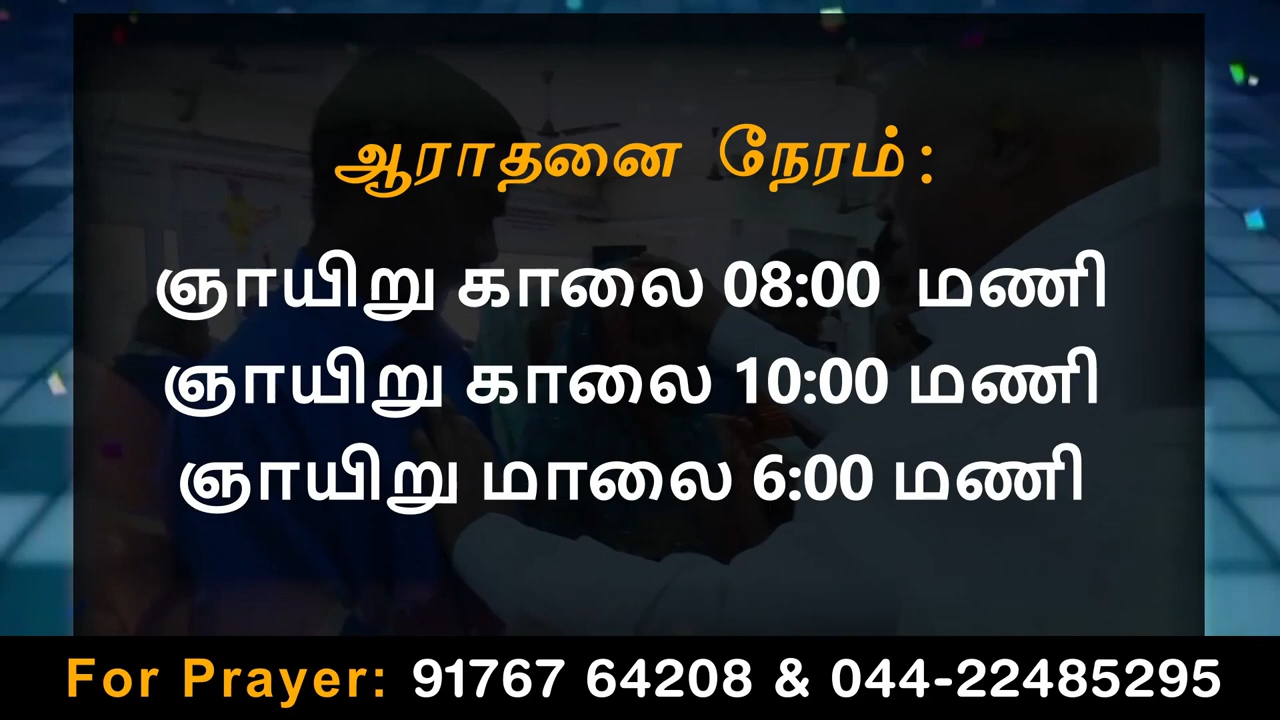 ஆராதனை நேரம் :
ஞாயிறு காலை 08:00 மணி
ஞாயிறு காலை 10:00 மணி
ஞாயிறு மாலை 6:00 மணி
For Prayer: 91767 64208 & 044-22485295